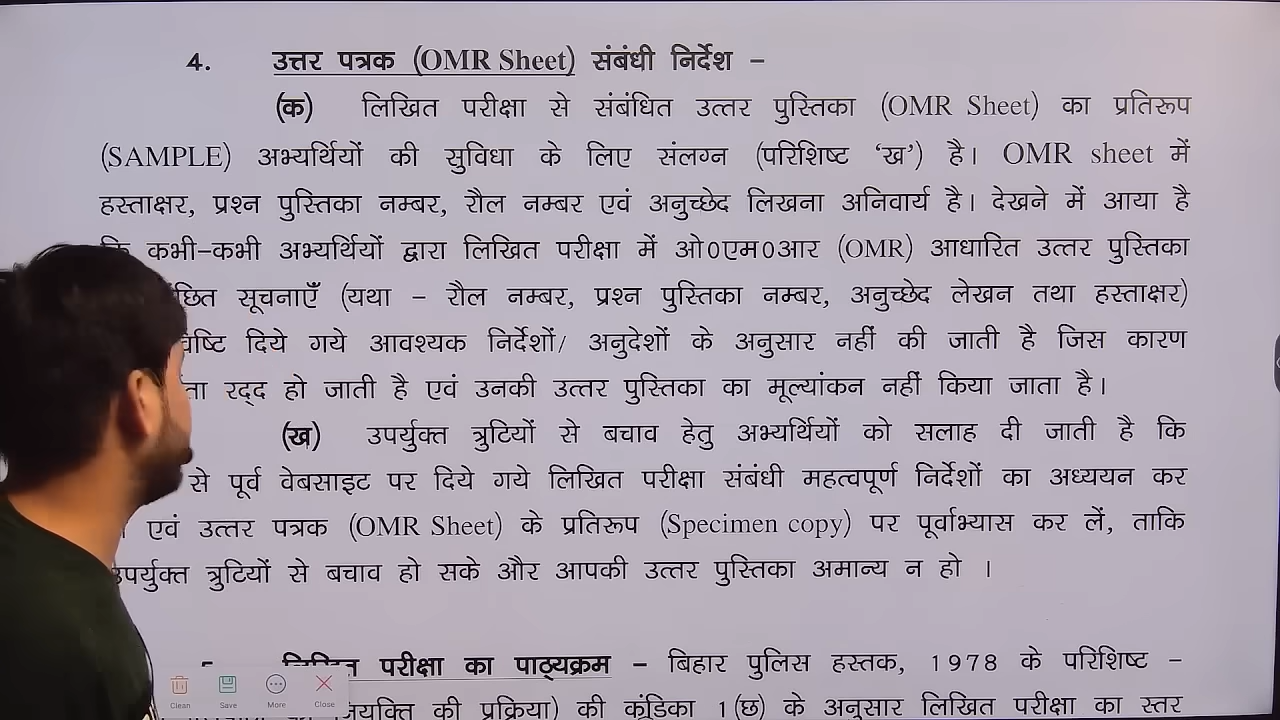 4. उत्तर पत्रक (OMR Sheet) संबंधी निर्देश –
(क) लिखित परीक्षा से संबंधित उत्तर पुस्तिका (OMR Sheet) का प्रतिरूप
(SAMPLE) अभ्यर्थियों की सुविधा के लिए संलग्न (परिशिष्ट ‘ख’) है। OMR sheet में
हस्ताक्षर, प्रश्न पुस्तिका नम्बर, रौल नम्बर एवं अनुच्छेद लिखना अनिवार्य है। देखने में आया है
कि कभी–कभी अभ्यर्थियों द्वारा लिखित परीक्षा में ओ0एम0आर (OMR) आधारित उत्तर पुस्तिका
सूचनाएँ (यथा – रौल नम्बर, प्रश्न पुस्तिका नम्बर, अनुच्छेद लेखन तथा हस्ताक्षर)
दिये गये आवश्यक निर्देशों/ अनुदेशों के अनुसार नहीं की जाती है जिस कारण
रद्द हो जाती है एवं उनकी उत्तर पुस्तिका का मूल्यांकन नहीं किया जाता है।
(ख) उपर्युक्त त्रुटियों से बचाव हेतु अभ्यर्थियों को सलाह दी जाती है कि
से पूर्व वेबसाइट पर दिये गये लिखित परीक्षा संबंधी महत्वपूर्ण निर्देशों का अध्ययन कर
एवं उत्तर पत्रक (OMR Sheet) के प्रतिरूप (Specimen copy) पर पूर्वाभ्यास कर लें, ताकि
उपर्युक्त त्रुटियों से बचाव हो सके और आपकी उत्तर पुस्तिका अमान्य न हो ।
लिखित परीक्षा का पाठ्यक्रम – बिहार पुलिस हस्तक, 1978 के परिशिष्ट –
की प्रक्रिया) की कंडिका 1(छ) के अनुसार लिखित परीक्षा का स्तर
Clean Save More Close